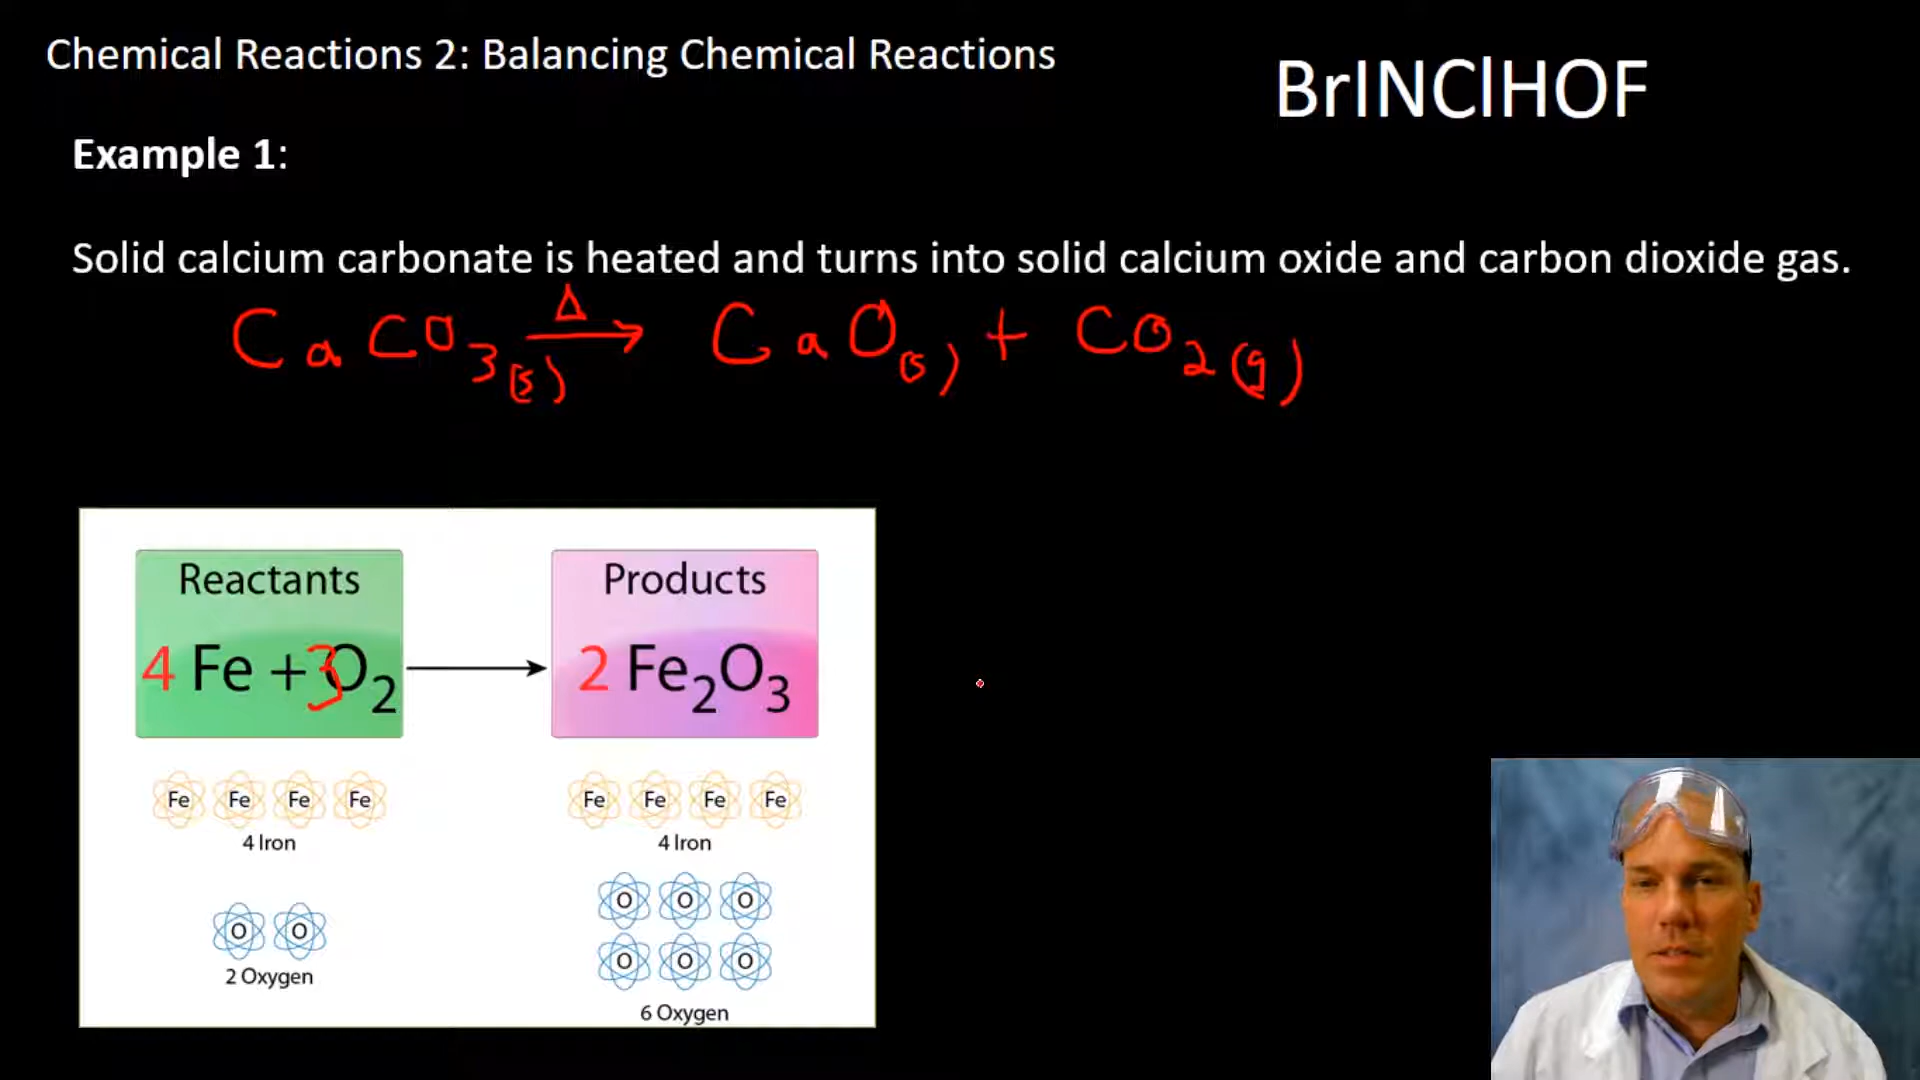 Chemical Reactions 2: Balancing Chemical Reactions
BrINClHOF
Example 1:
Solid calcium carbonate is heated and turns into solid calcium oxide and carbon dioxide gas.
CaCO₃(s) —Δ→ CaO(s) + CO₂(g)
Reactants
Products
4 Fe + 3O₂ → 2 Fe₂O₃
Fe Fe Fe Fe
Fe Fe Fe Fe
4 Iron
4 Iron
O O O
O O
O O O
2 Oxygen
6 Oxygen